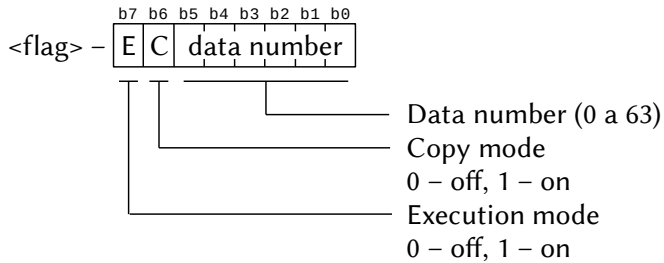 b7 b6 b5 b4 b3 b2 b1 b0
<flag> – E C data number
Data number (0 a 63)
Copy mode
0 – off, 1 – on
Execution mode
0 – off, 1 – on